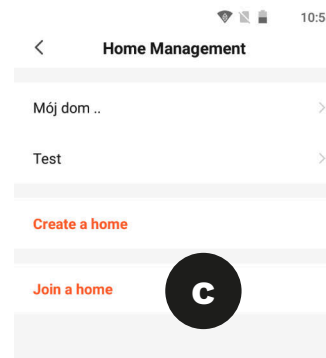 10:5
Home Management
Mój dom ..
Test
Create a home
Join a home
C